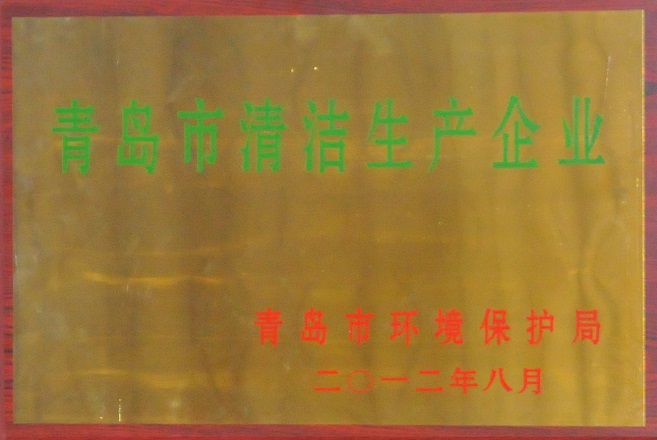 青岛市清洁生产企业
青岛市环境保护局
二〇一二年八月